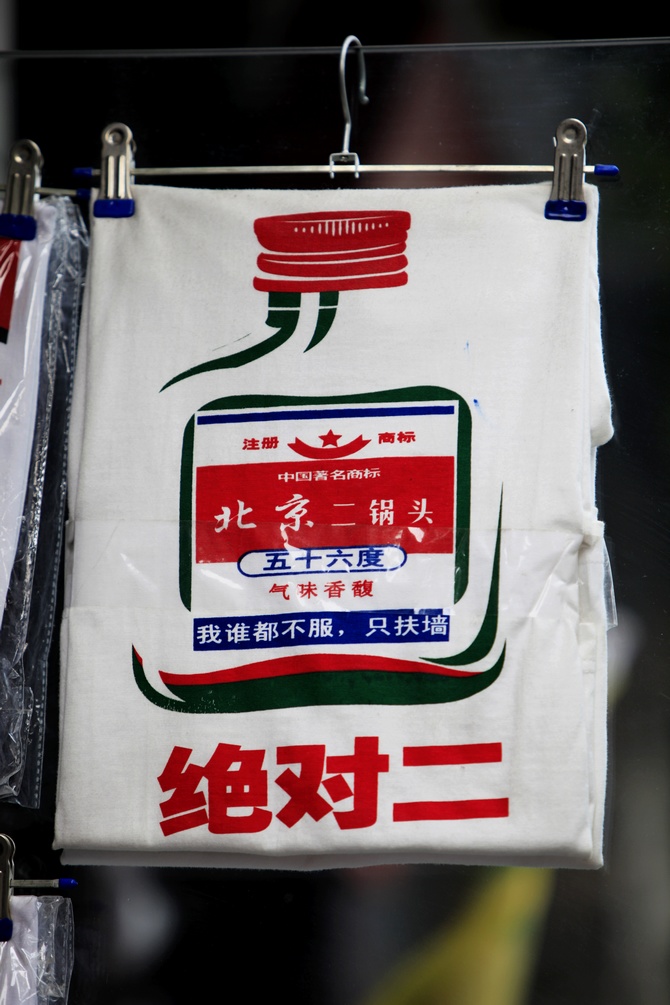 注册 商标
中国著名商标
北京二锅头
五十六度
气味香馥
我谁都不服，只扶墙
绝对二